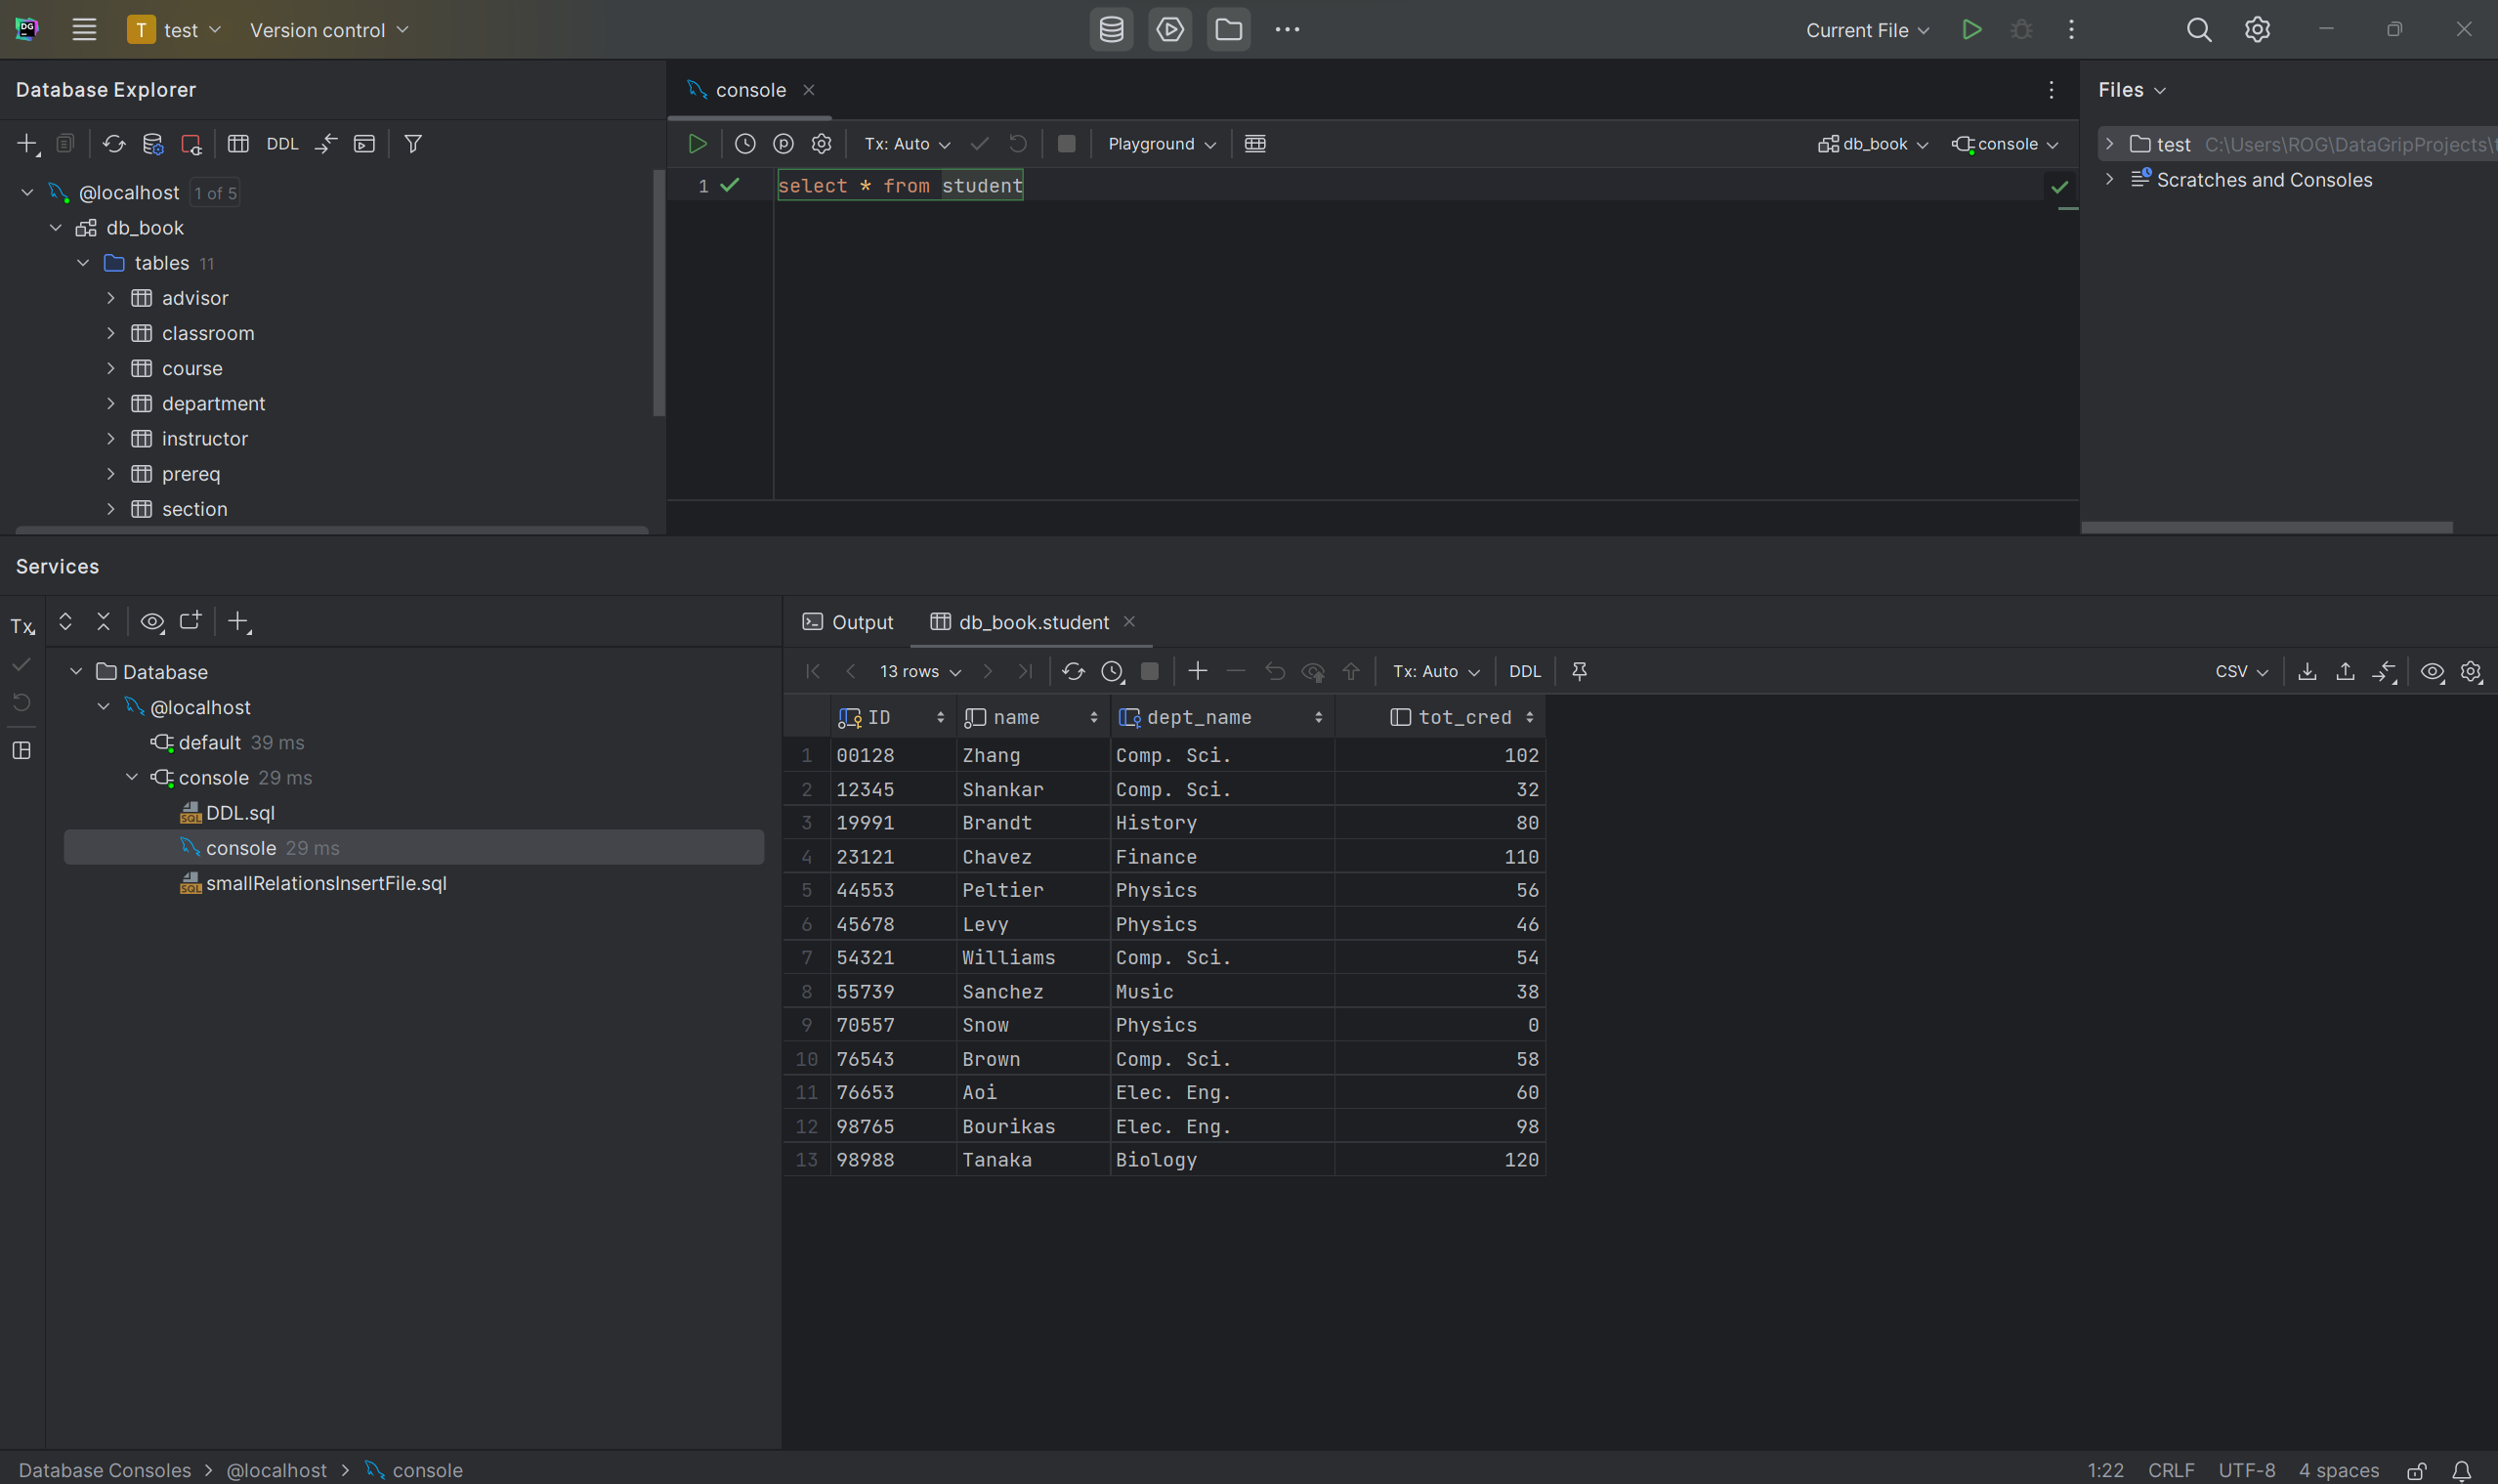 DG
T test
Version control
Current File
Database Explorer
DDL
@localhost 1 of 5
db_book
tables 11
advisor
classroom
course
department
instructor
prereq
section
console
Tx: Auto
Playground
db_book
console
1 select * from student
Files
test C:\Users\ROG\DataGripProjects\
Scratches and Consoles
Services
Tx
Database
@localhost
default 39 ms
console 29 ms
DDL.sql
console 29 ms
smallRelationsInsertFile.sql
Output
db_book.student
13 rows
Tx: Auto
DDL
CSV
ID name dept_name tot_cred
1 00128 Zhang Comp. Sci. 102
2 12345 Shankar Comp. Sci. 32
3 19991 Brandt History 80
4 23121 Chavez Finance 110
5 44553 Peltier Physics 56
6 45678 Levy Physics 46
7 54321 Williams Comp. Sci. 54
8 55739 Sanchez Music 38
9 70557 Snow Physics 0
10 76543 Brown Comp. Sci. 58
11 76653 Aoi Elec. Eng. 60
12 98765 Bourikas Elec. Eng. 98
13 98988 Tanaka Biology 120
Database Consoles > @localhost > console
1:22 CRLF UTF-8 4 spaces